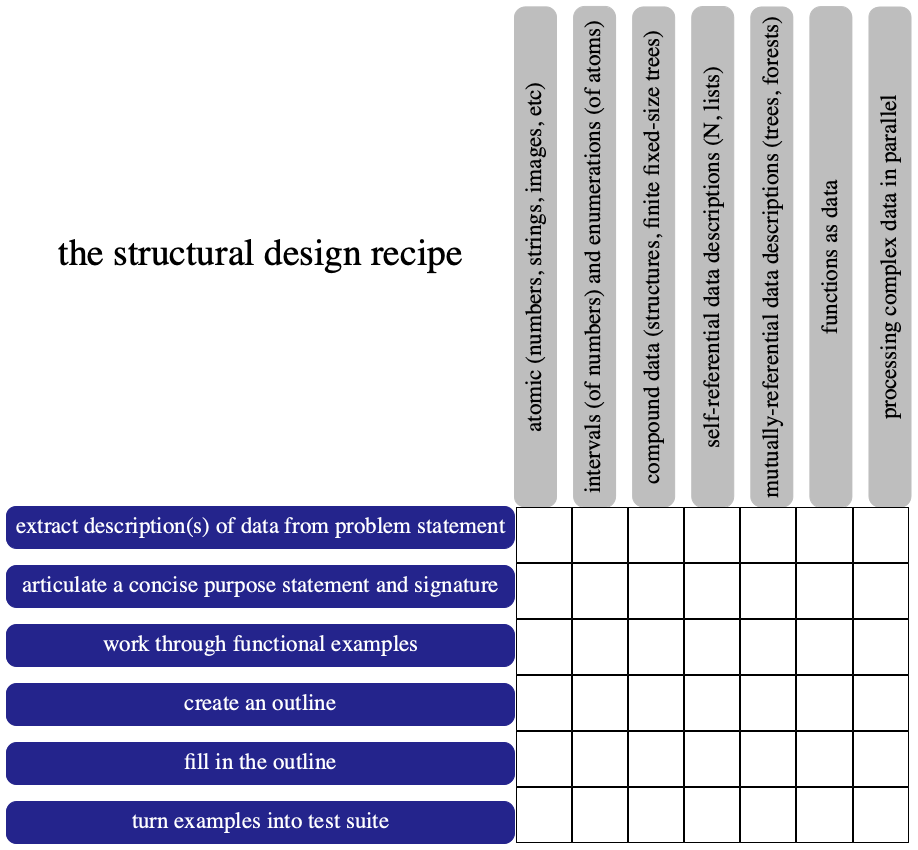 the structural design recipe
atomic (numbers, strings, images, etc)
intervals (of numbers) and enumerations (of atoms)
compound data (structures, finite fixed-size trees)
self-referential data descriptions (N, lists)
mutually-referential data descriptions (trees, forests)
functions as data
processing complex data in parallel
extract description(s) of data from problem statement
articulate a concise purpose statement and signature
work through functional examples
create an outline
fill in the outline
turn examples into test suite